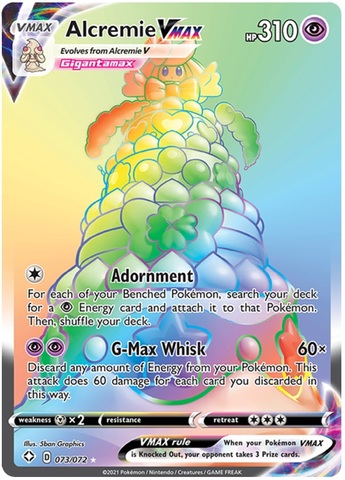 VMAX Alcremie VMAX HP 310
Evolves from Alcremie V
Gigantamax
Adornment
For each of your Benched Pokémon, search your deck
for a Energy card and attach it to that Pokémon.
Then, shuffle your deck.
G-Max Whisk 60×
Discard any amount of Energy from your Pokémon. This
attack does 60 damage for each card you discarded
in this way.
weakness ×2 resistance retreat
Illus. 5ban Graphics
VMAX rule When your Pokémon VMAX
is Knocked Out, your opponent takes 3 Prize cards.
D 073/072
©2021 Pokémon / Nintendo / Creatures / GAME FREAK